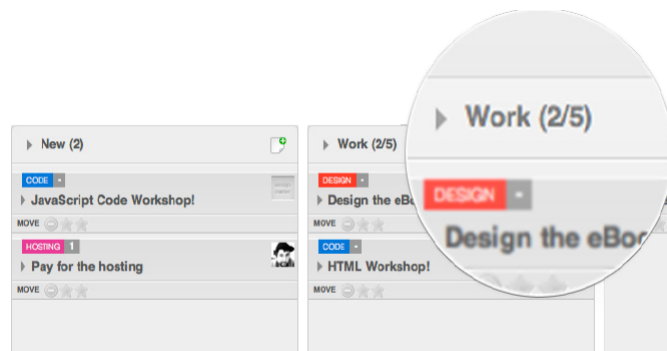 New (2)
CODE -
JavaScript Code Workshop!
MOVE
HOSTING 1
Pay for the hosting
MOVE
Work (2/5)
DESIGN -
Design the eBo
MOVE
CODE -
HTML Workshop!
MOVE
Work (2/5)
DESIGN -
Design the eBoo